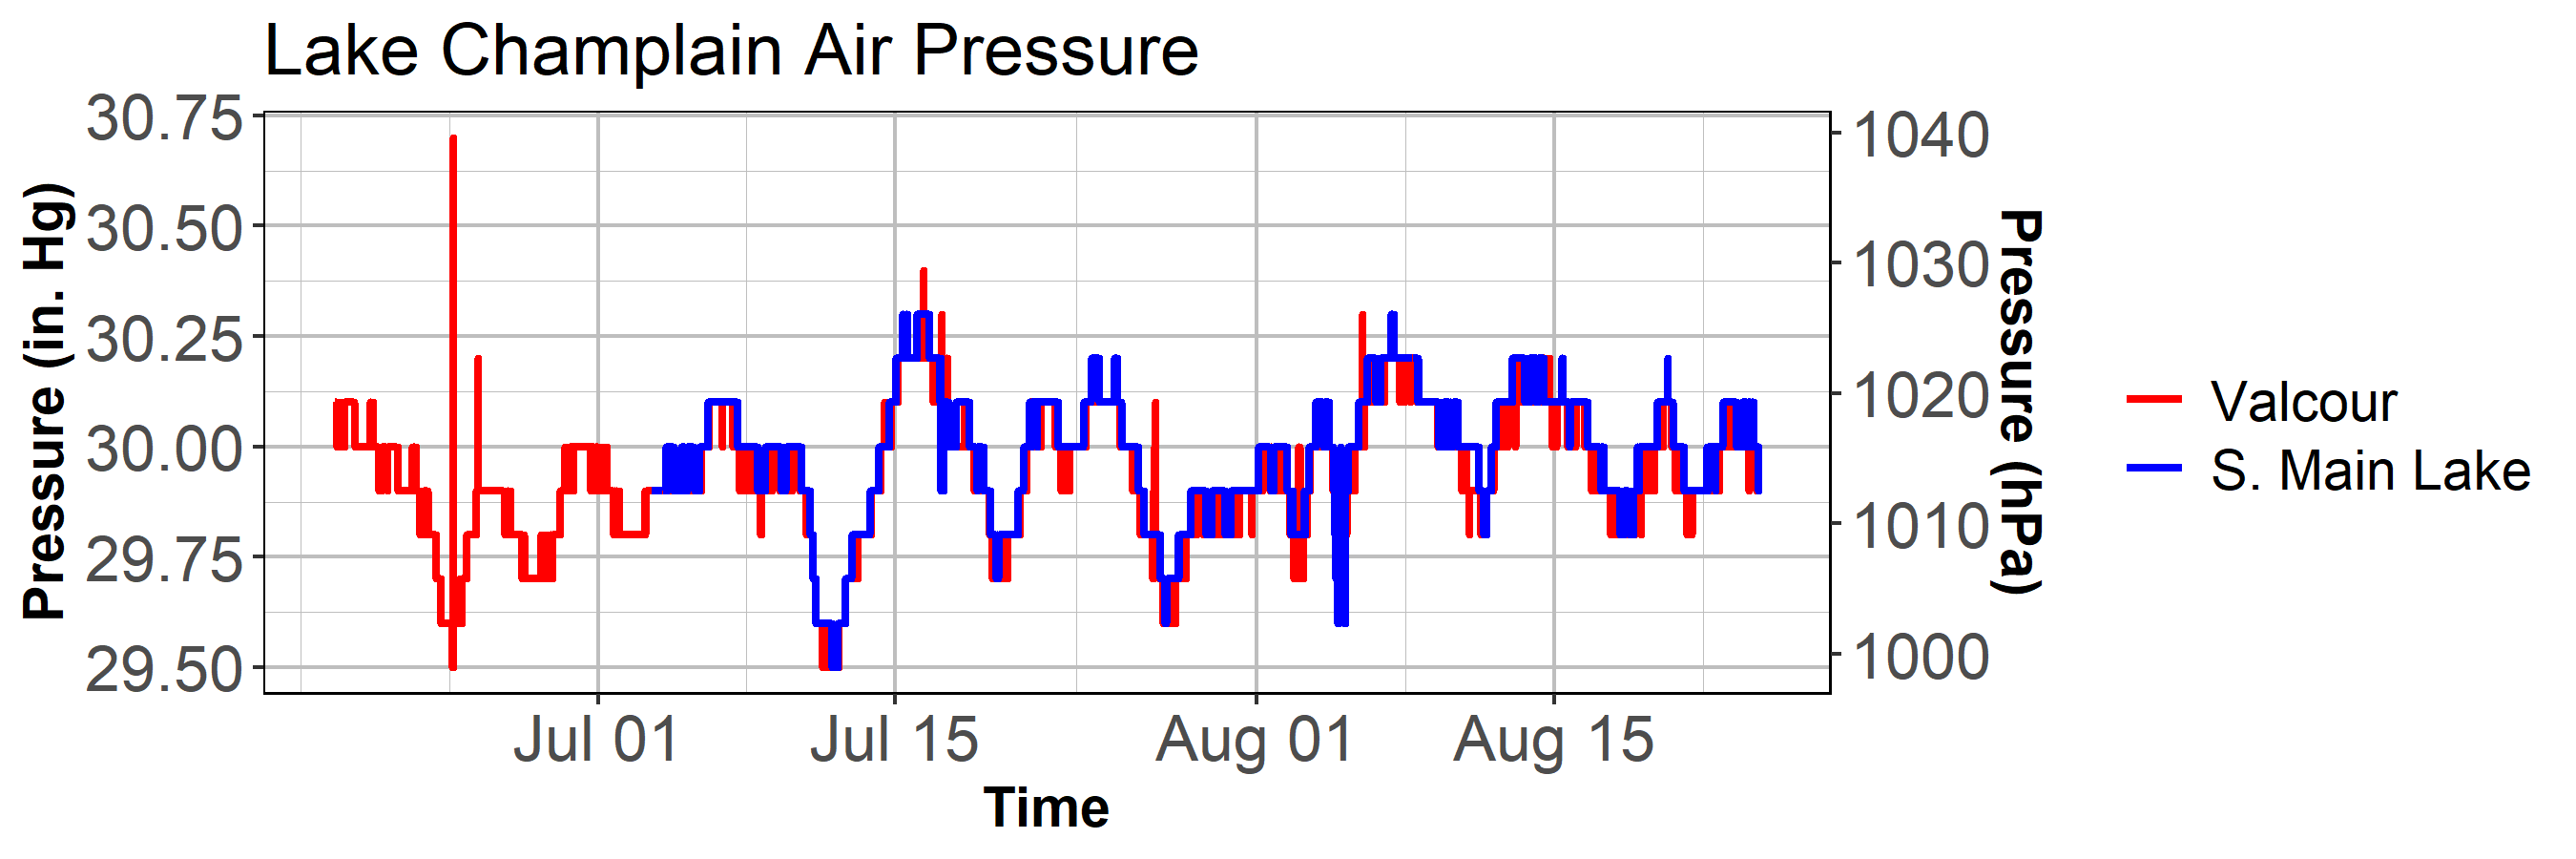 Lake Champlain Air Pressure
Pressure (in. Hg)
30.75
30.50
30.25
30.00
29.75
29.50
1040
1030
1020
1010
1000
Pressure (hPa)
Jul 01
Jul 15
Aug 01
Aug 15
Time
Valcour
S. Main Lake